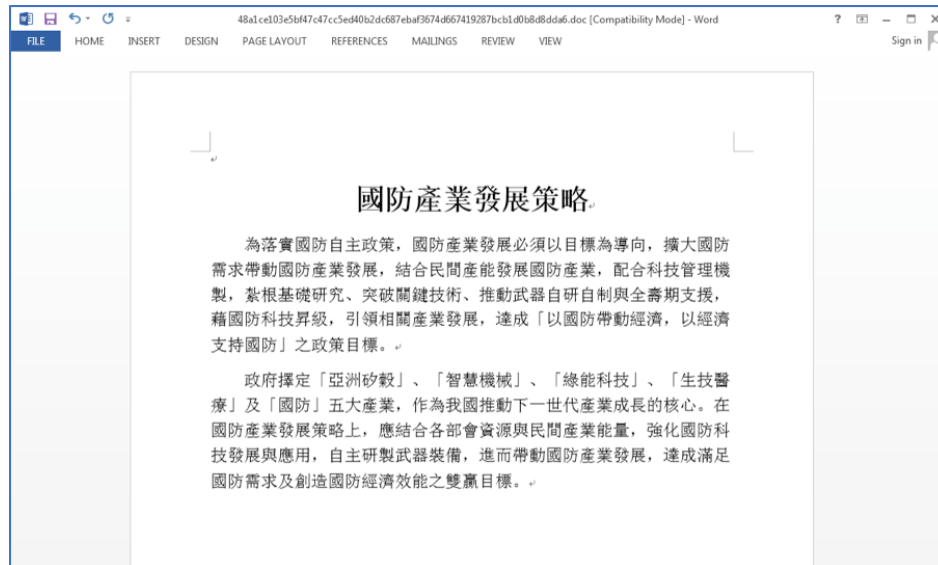 48a1ce103e5bf47c47cc5ed40b2dc687ebaf3674d667419287bcb1d0b8d8dda6.doc [Compatibility Mode] - Word
FILE HOME INSERT DESIGN PAGE LAYOUT REFERENCES MAILINGS REVIEW VIEW Sign in
國防產業發展策略
為落實國防自主政策，國防產業發展必須以目標為導向，擴大國防
需求帶動國防產業發展，結合民間產能發展國防產業，配合科技管理機
製，紮根基礎研究、突破關鍵技術、推動武器自研自制與全壽期支援，
藉國防科技昇級，引領相關產業發展，達成「以國防帶動經濟，以經濟
支持國防」之政策目標。
政府擇定「亞洲矽穀」、「智慧機械」、「綠能科技」、「生技醫
療」及「國防」五大產業，作為我國推動下一世代產業成長的核心。在
國防產業發展策略上，應結合各部會資源與民間產業能量，強化國防科
技發展與應用，自主研製武器裝備，進而帶動國防產業發展，達成滿足
國防需求及創造國防經濟效能之雙贏目標。